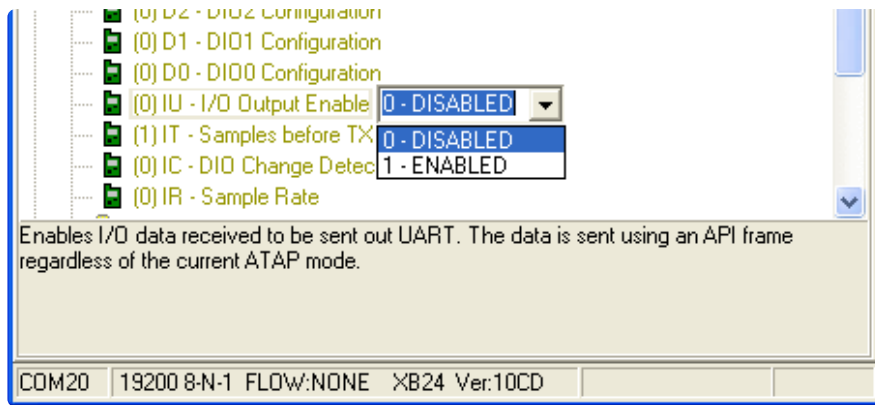 (0) D2 - DIO2 Configuration
(0) D1 - DIO1 Configuration
(0) D0 - DIO0 Configuration
(0) IU - I/O Output Enable 0 - DISABLED
(1) IT - Samples before TX 0 - DISABLED
(0) IC - DIO Change Detec 1 - ENABLED
(0) IR - Sample Rate
Enables I/O data received to be sent out UART. The data is sent using an API frame
regardless of the current ATAP mode.
COM20 19200 8-N-1 FLOW:NONE XB24 Ver:10CD